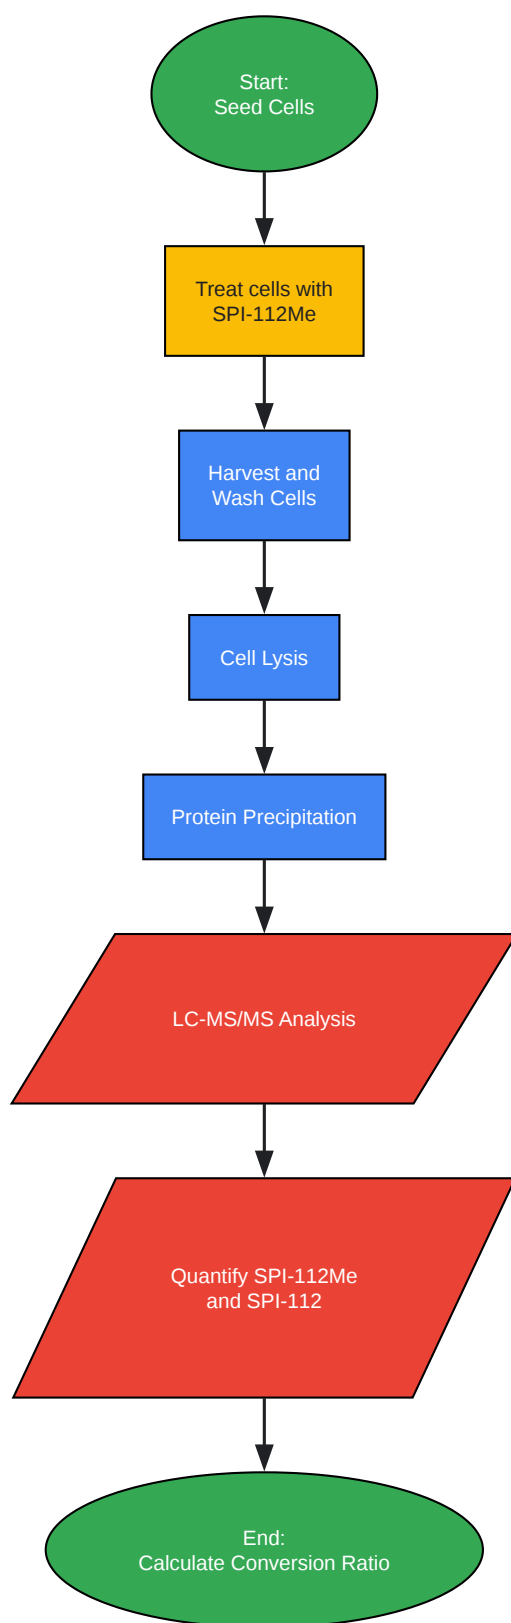 Start:
Seed Cells
Treat cells with
SPI-112Me
Harvest and
Wash Cells
Cell Lysis
Protein Precipitation
LC-MS/MS Analysis
Quantify SPI-112Me
and SPI-112
End:
Calculate Conversion Ratio